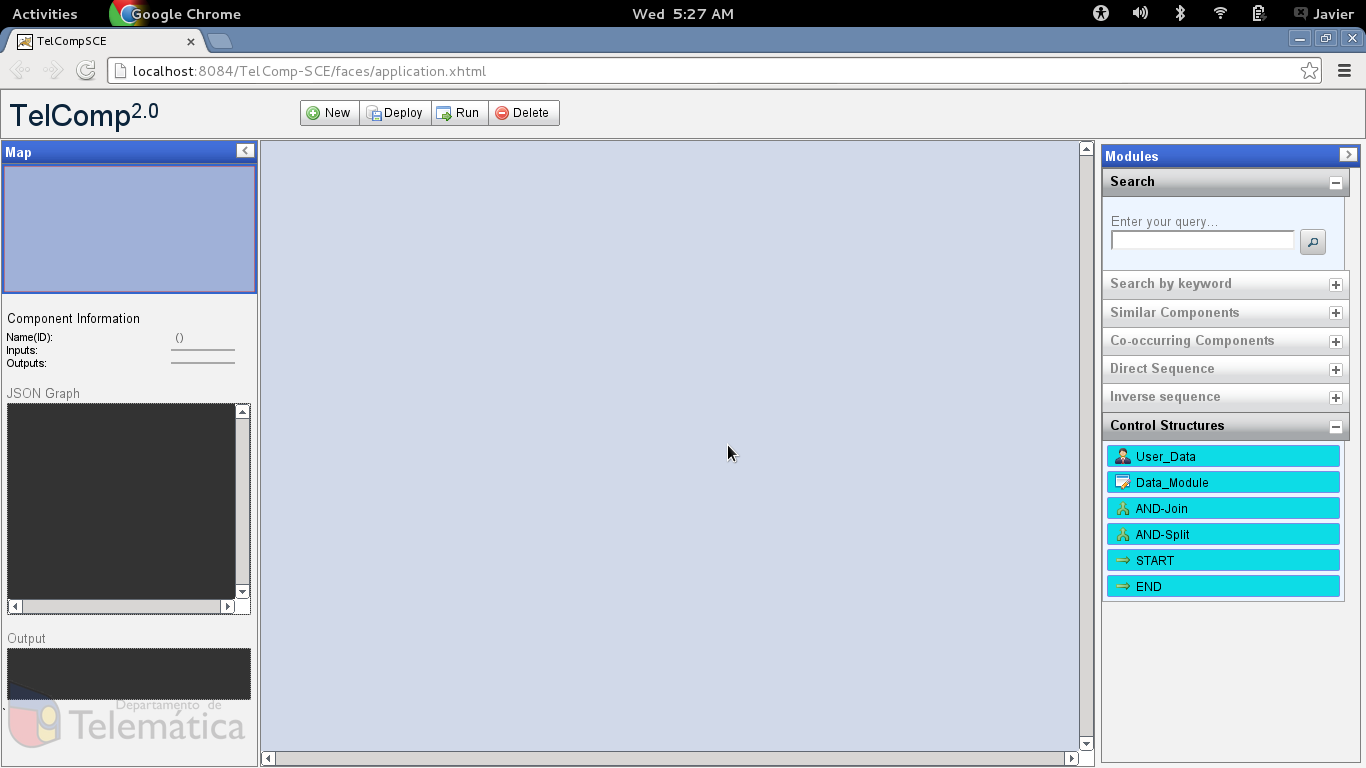 Activities Google Chrome Wed 5:27 AM Javier
TelCompSCE
localhost:8084/TelComp-SCE/faces/application.xhtml
TelComp2.0
New Deploy Run Delete
Map
Component Information
Name(ID): ()
Inputs:
Outputs:
JSON Graph
Output
Departamento de
Telemática
Modules
Search
Enter your query...
Search by keyword
Similar Components
Co-occurring Components
Direct Sequence
Inverse sequence
Control Structures
User_Data
Data_Module
AND-Join
AND-Split
START
END